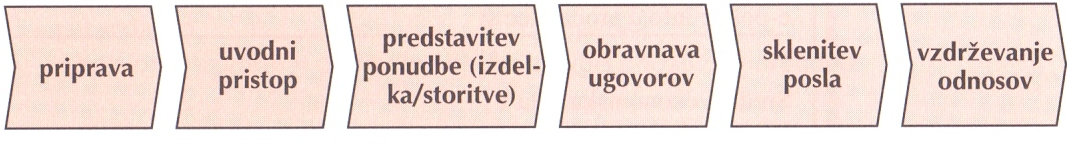 priprava
uvodni
pristop
predstavitev
ponudbe (izdel-
ka/storitve)
obravnava
ugovorov
sklenitev
posla
vzdrževanje
odnosov